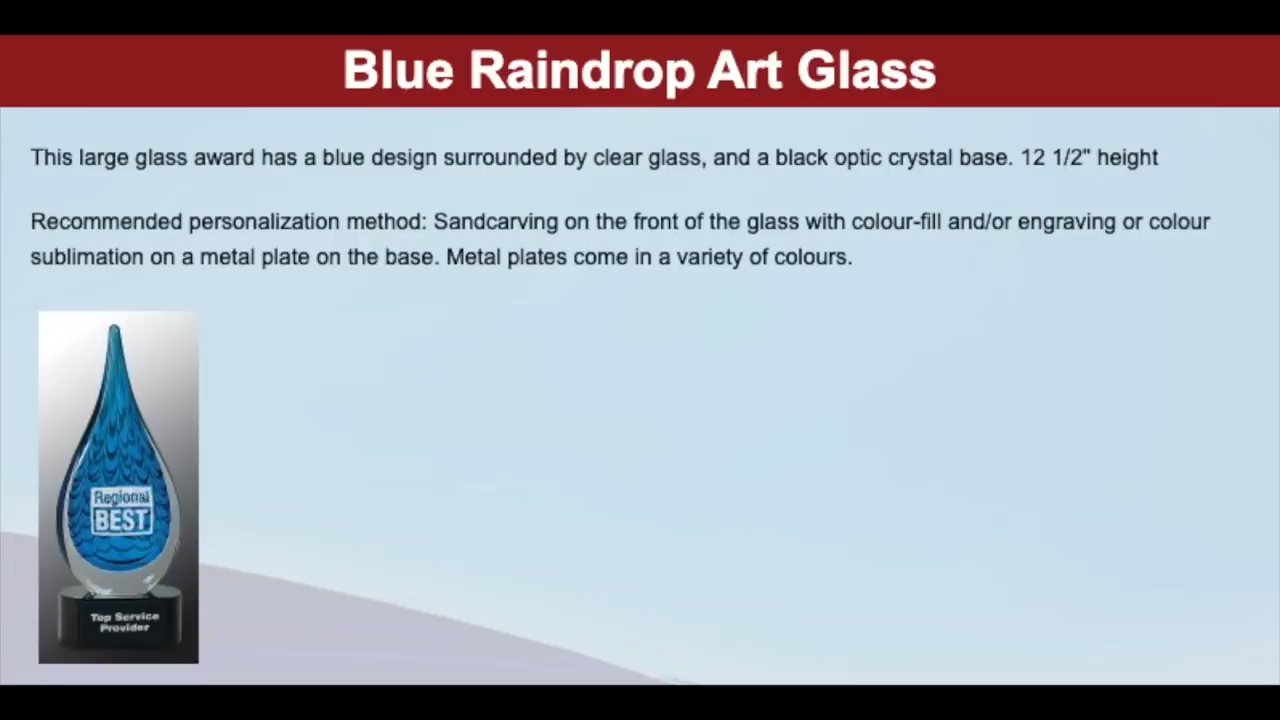 Blue Raindrop Art Glass
This large glass award has a blue design surrounded by clear glass, and a black optic crystal base. 12 1/2" height
Recommended personalization method: Sandcarving on the front of the glass with colour-fill and/or engraving or colour
sublimation on a metal plate on the base. Metal plates come in a variety of colours.
Regional
BEST
Top Service
Provider